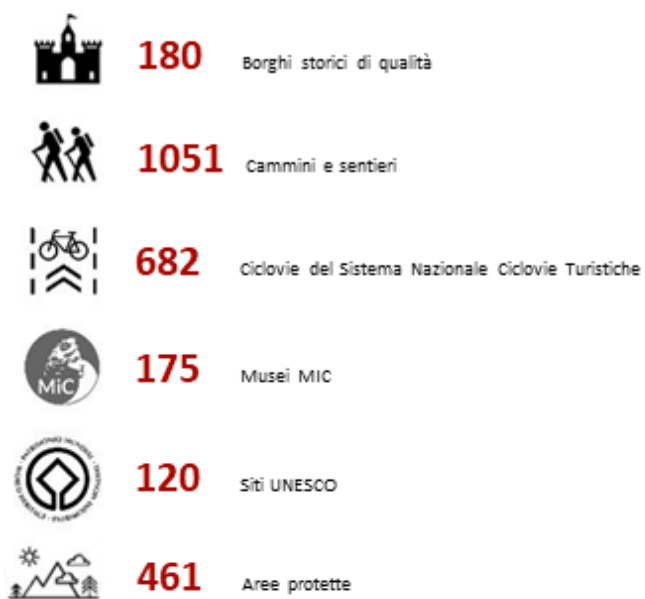 180 Borghi storici di qualità
1051 Cammini e sentieri
682 Ciclovie del Sistema Nazionale Ciclovie Turistiche
MiC
175 Musei MIC
120 Siti UNESCO
461 Aree protette